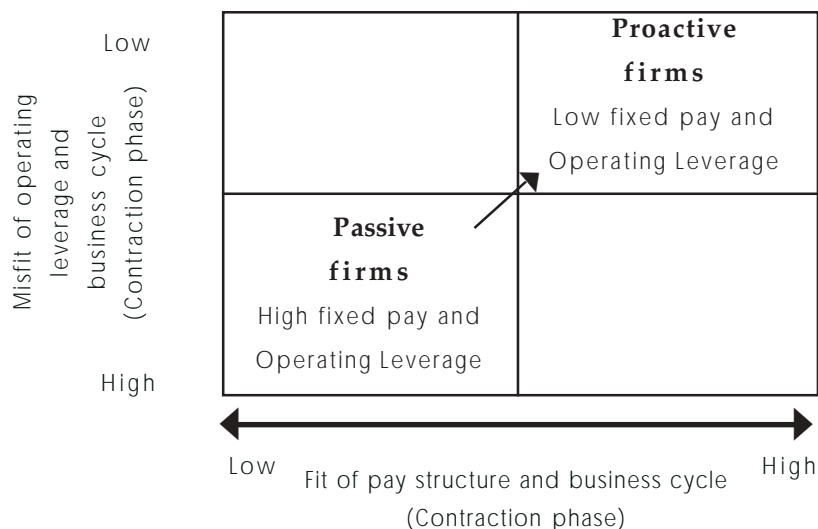 Low
Proactive
firms
Low fixed pay and
Operating Leverage
Misfit of operating
leverage and
business cycle
(Contraction phase)
Passive
firms
High fixed pay and
Operating Leverage
High
Low
High
Fit of pay structure and business cycle
(Contraction phase)